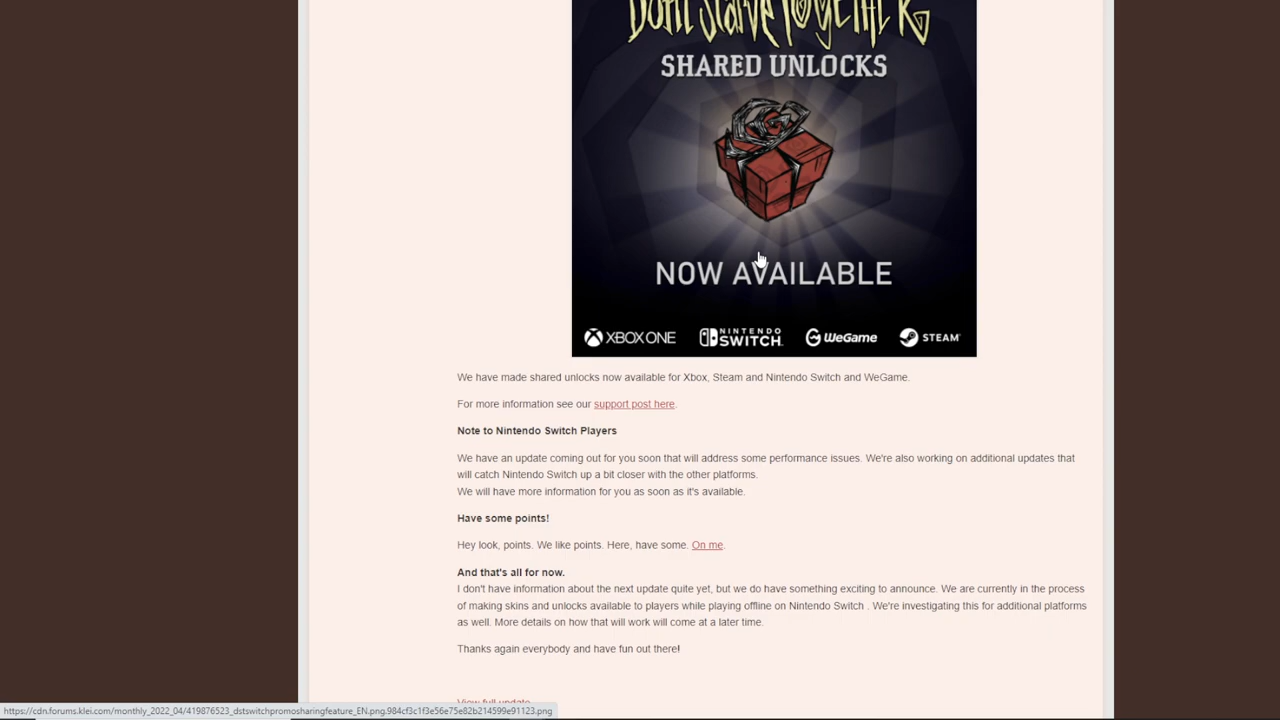 Don't Starve Together
SHARED UNLOCKS
NOW AVAILABLE
XBOX ONE NINTENDO SWITCH WeGame STEAM
We have made shared unlocks now available for Xbox, Steam and Nintendo Switch and WeGame.
For more information see our support post here.
Note to Nintendo Switch Players
We have an update coming out for you soon that will address some performance issues. We're also working on additional updates that
will catch Nintendo Switch up a bit closer with the other platforms.
We will have more information for you as soon as it's available.
Have some points!
Hey look, points. We like points. Here, have some. On me.
And that's all for now.
I don't have information about the next update quite yet, but we do have something exciting to announce. We are currently in the process
of making skins and unlocks available to players while playing offline on Nintendo Switch . We're investigating this for additional platforms
as well. More details on how that will work will come at a later time.
Thanks again everybody and have fun out there!
View full update
https://cdn.forums.klei.com/monthly_2022_04/419876523_dstswitchpromosharingfeature_EN.png.984cf3c1f3e56e75e82b214599e91123.png